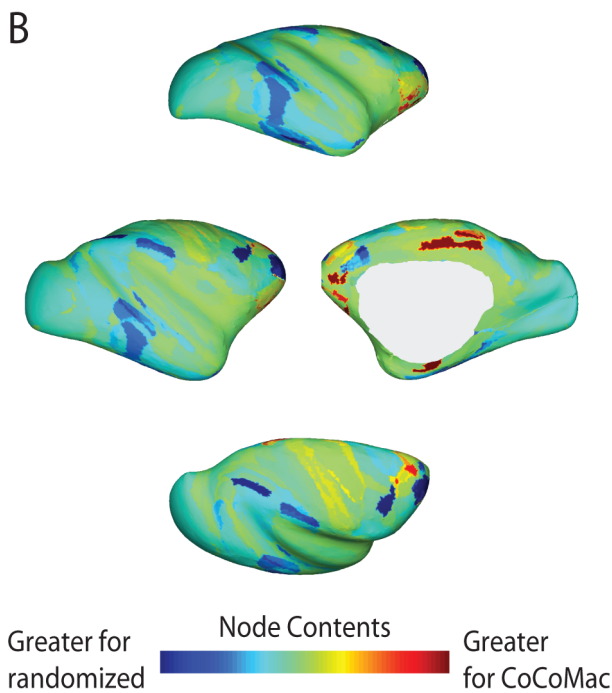 B
Node Contents
Greater for
randomized
Greater
for CoCoMac